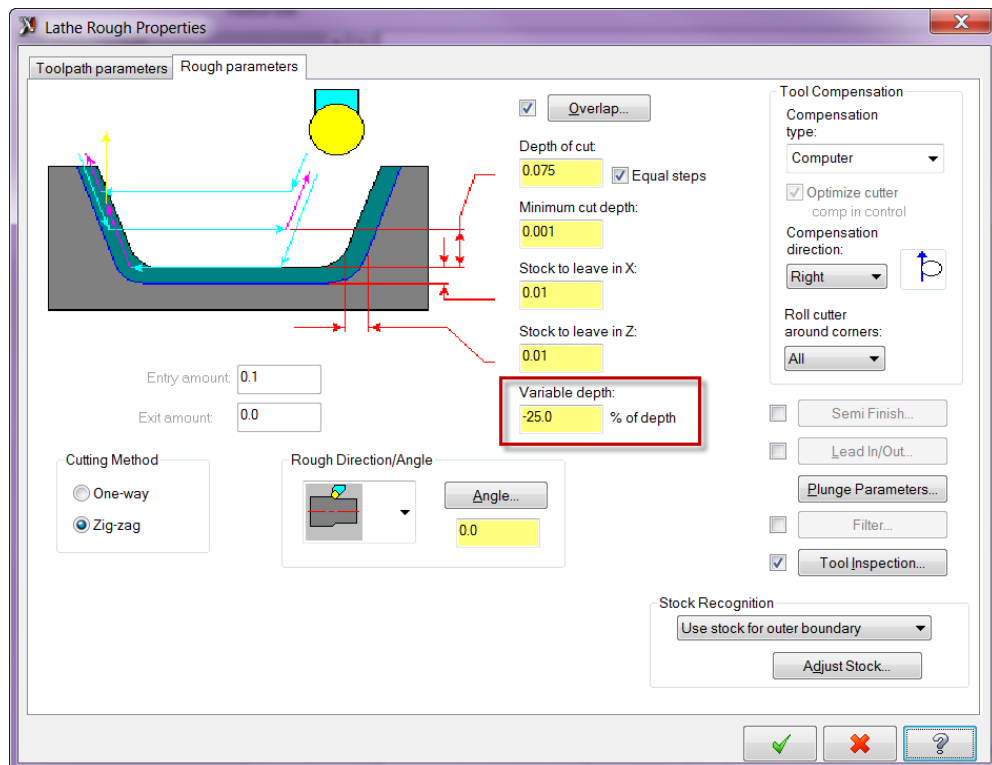 Lathe Rough Properties
Toolpath parameters
Rough parameters
Overlap...
Depth of cut:
0.075
Equal steps
Minimum cut depth:
0.001
Stock to leave in X:
0.01
Stock to leave in Z:
0.01
Variable depth:
-25.0 % of depth
Entry amount: 0.1
Exit amount: 0.0
Cutting Method
One-way
Zig-zag
Rough Direction/Angle
Angle...
0.0
Tool Compensation
Compensation
type:
Computer
Optimize cutter
comp in control
Compensation
direction:
Right
Roll cutter
around corners:
All
Semi Finish...
Lead In/Out...
Plunge Parameters...
Filter...
Tool Inspection...
Stock Recognition
Use stock for outer boundary
Adjust Stock...